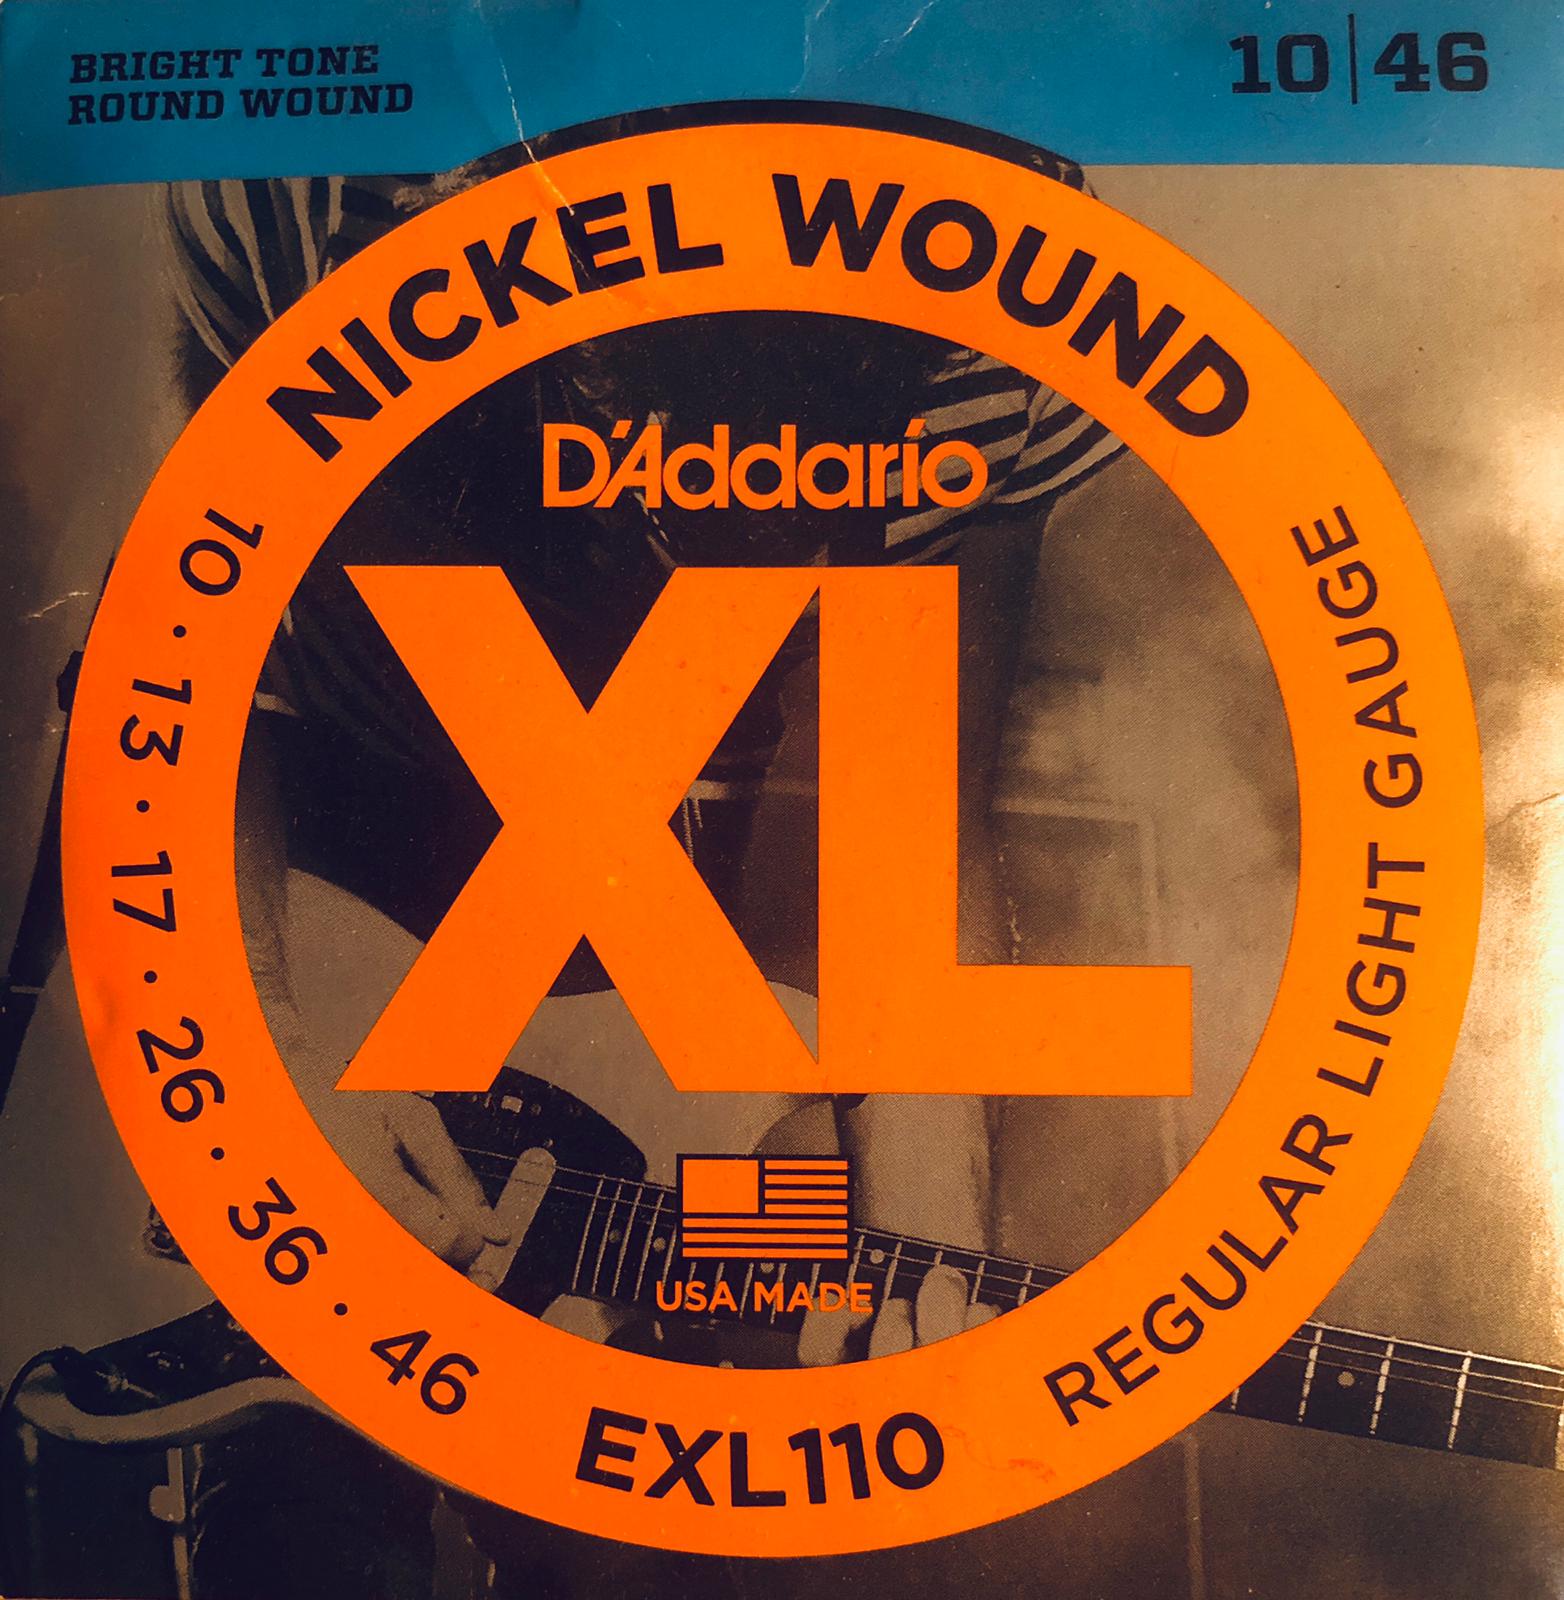 BRIGHT TONE
ROUND WOUND
10|46
NICKEL WOUND
D'Addario
XL
10 · 13 · 17 · 26 · 36 · 46
REGULAR LIGHT GAUGE
USA MADE
EXL110